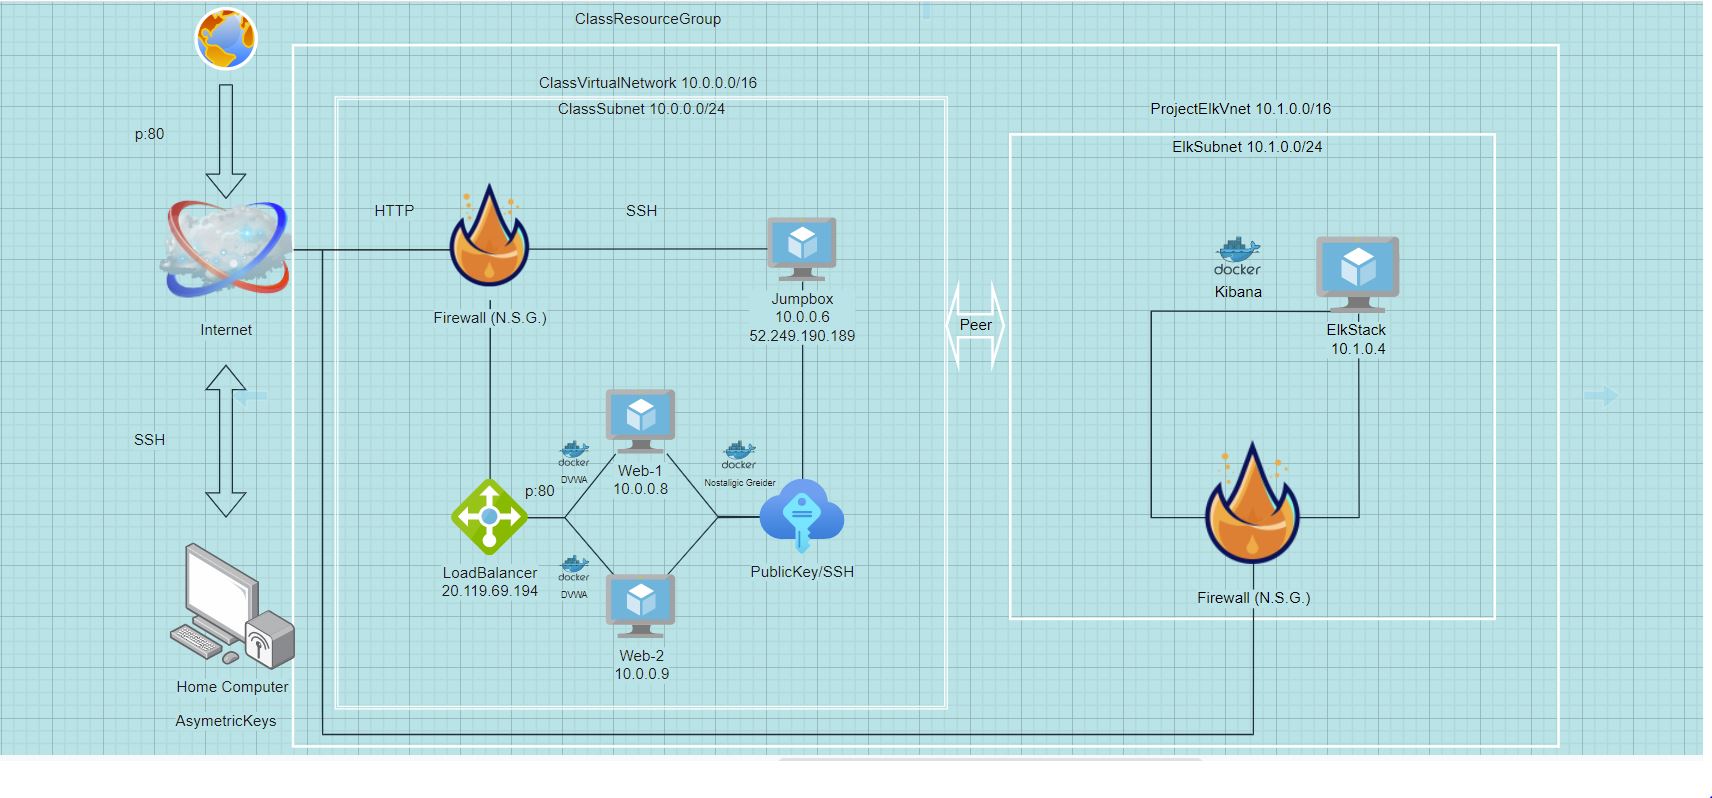 ClassResourceGroup
ClassVirtualNetwork 10.0.0.0/16
ClassSubnet 10.0.0.0/24
ProjectElkVnet 10.1.0.0/16
ElkSubnet 10.1.0.0/24
p:80
HTTP
SSH
Internet
Firewall (N.S.G.)
Jumpbox
10.0.0.6
52.249.190.189
Peer
docker
Kibana
ElkStack
10.1.0.4
SSH
docker
DVWA
Web-1
10.0.0.8
docker
Nostaligic Greider
p:80
LoadBalancer
20.119.69.194
docker
DVWA
PublicKey/SSH
Firewall (N.S.G.)
Web-2
10.0.0.9
Home Computer
AsymetricKeys